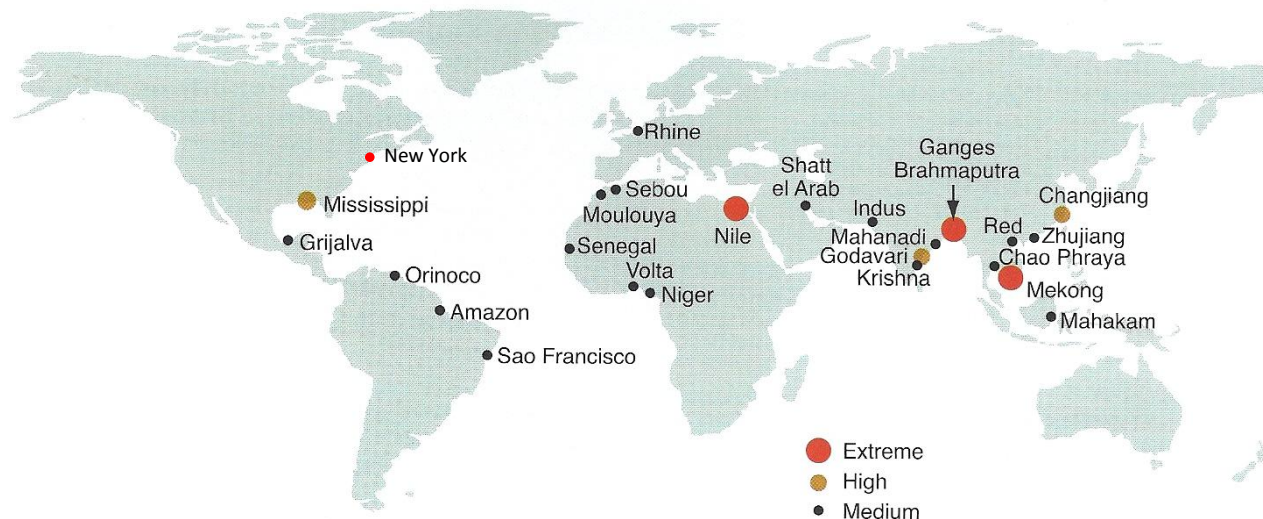 Rhine
New York
Ganges
Brahmaputra
Shatt
el Arab
Sebou
Moulouya
Mississippi
Nile
Indus
Changjiang
Grijalva
Senegal
Mahanadi
Red
Zhujiang
Godavari
Chao Phraya
Volta
Krishna
Orinoco
Niger
Mekong
Amazon
Mahakam
Sao Francisco
Extreme
High
Medium